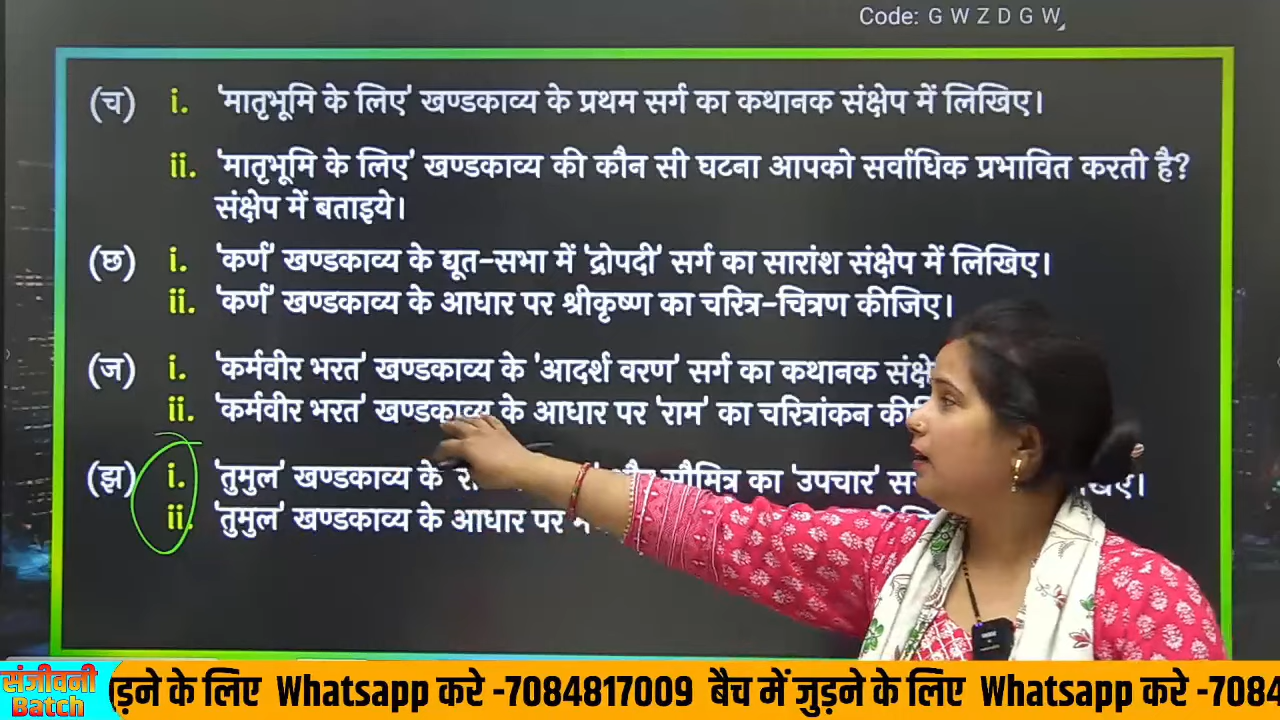 Code: G W Z D G W
(च) i. 'मातृभूमि के लिए' खण्डकाव्य के प्रथम सर्ग का कथानक संक्षेप में लिखिए।
ii. 'मातृभूमि के लिए' खण्डकाव्य की कौन सी घटना आपको सर्वाधिक प्रभावित करती है?
संक्षेप में बताइये।
(छ) i. 'कर्ण' खण्डकाव्य के द्यूत-सभा में 'द्रोपदी' सर्ग का सारांश संक्षेप में लिखिए।
ii. 'कर्ण' खण्डकाव्य के आधार पर श्रीकृष्ण का चरित्र-चित्रण कीजिए।
(ज) i. 'कर्मवीर भरत' खण्डकाव्य के 'आदर्श वरण' सर्ग का कथानक
ii. 'कर्मवीर भरत' खण्डकाव्य के आधार पर 'राम' का चरित्रांकन
(झ) i. 'तुमुल' खण्डकाव्य के और सौमित्र का 'उपचार'
ii. 'तुमुल' खण्डकाव्य के आधार पर
संजीवनी
Batch
के लिए Whatsapp करे -7084817009 बैच में जुड़ने के लिए Whatsapp करे -7084